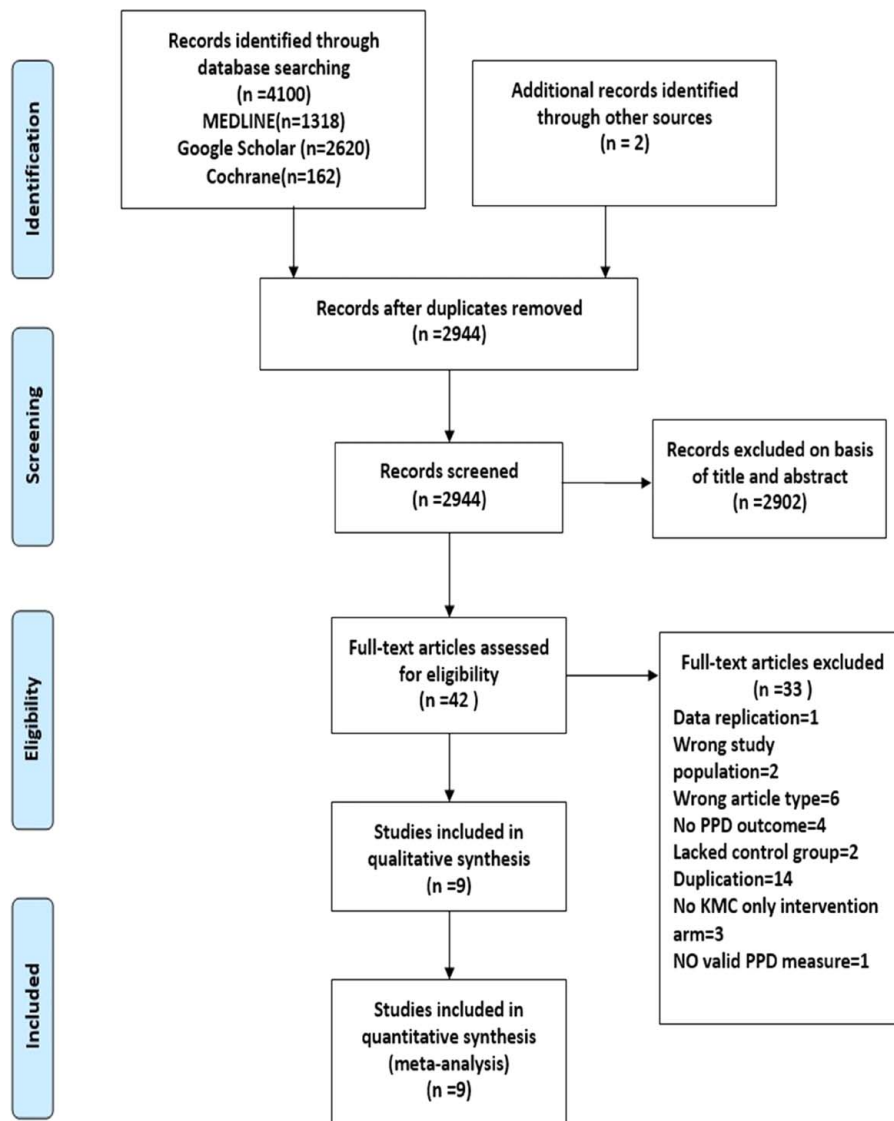 Identification
Records identified through
database searching
(n =4100)
MEDLINE(n=1318)
Google Scholar (n=2620)
Cochrane(n=162)
Additional records identified
through other sources
(n = 2)
Records after duplicates removed
(n =2944)
Screening
Records screened
(n =2944)
Records excluded on basis
of title and abstract
(n =2902)
Eligibility
Full-text articles assessed
for eligibility
(n =42 )
Full-text articles excluded
(n =33 )
Data replication=1
Wrong study
population=2
Wrong article type=6
No PPD outcome=4
Lacked control group=2
Duplication=14
No KMC only intervention
arm=3
NO valid PPD measure=1
Studies included in
qualitative synthesis
(n =9)
Included
Studies included in
quantitative synthesis
(meta-analysis)
(n =9)